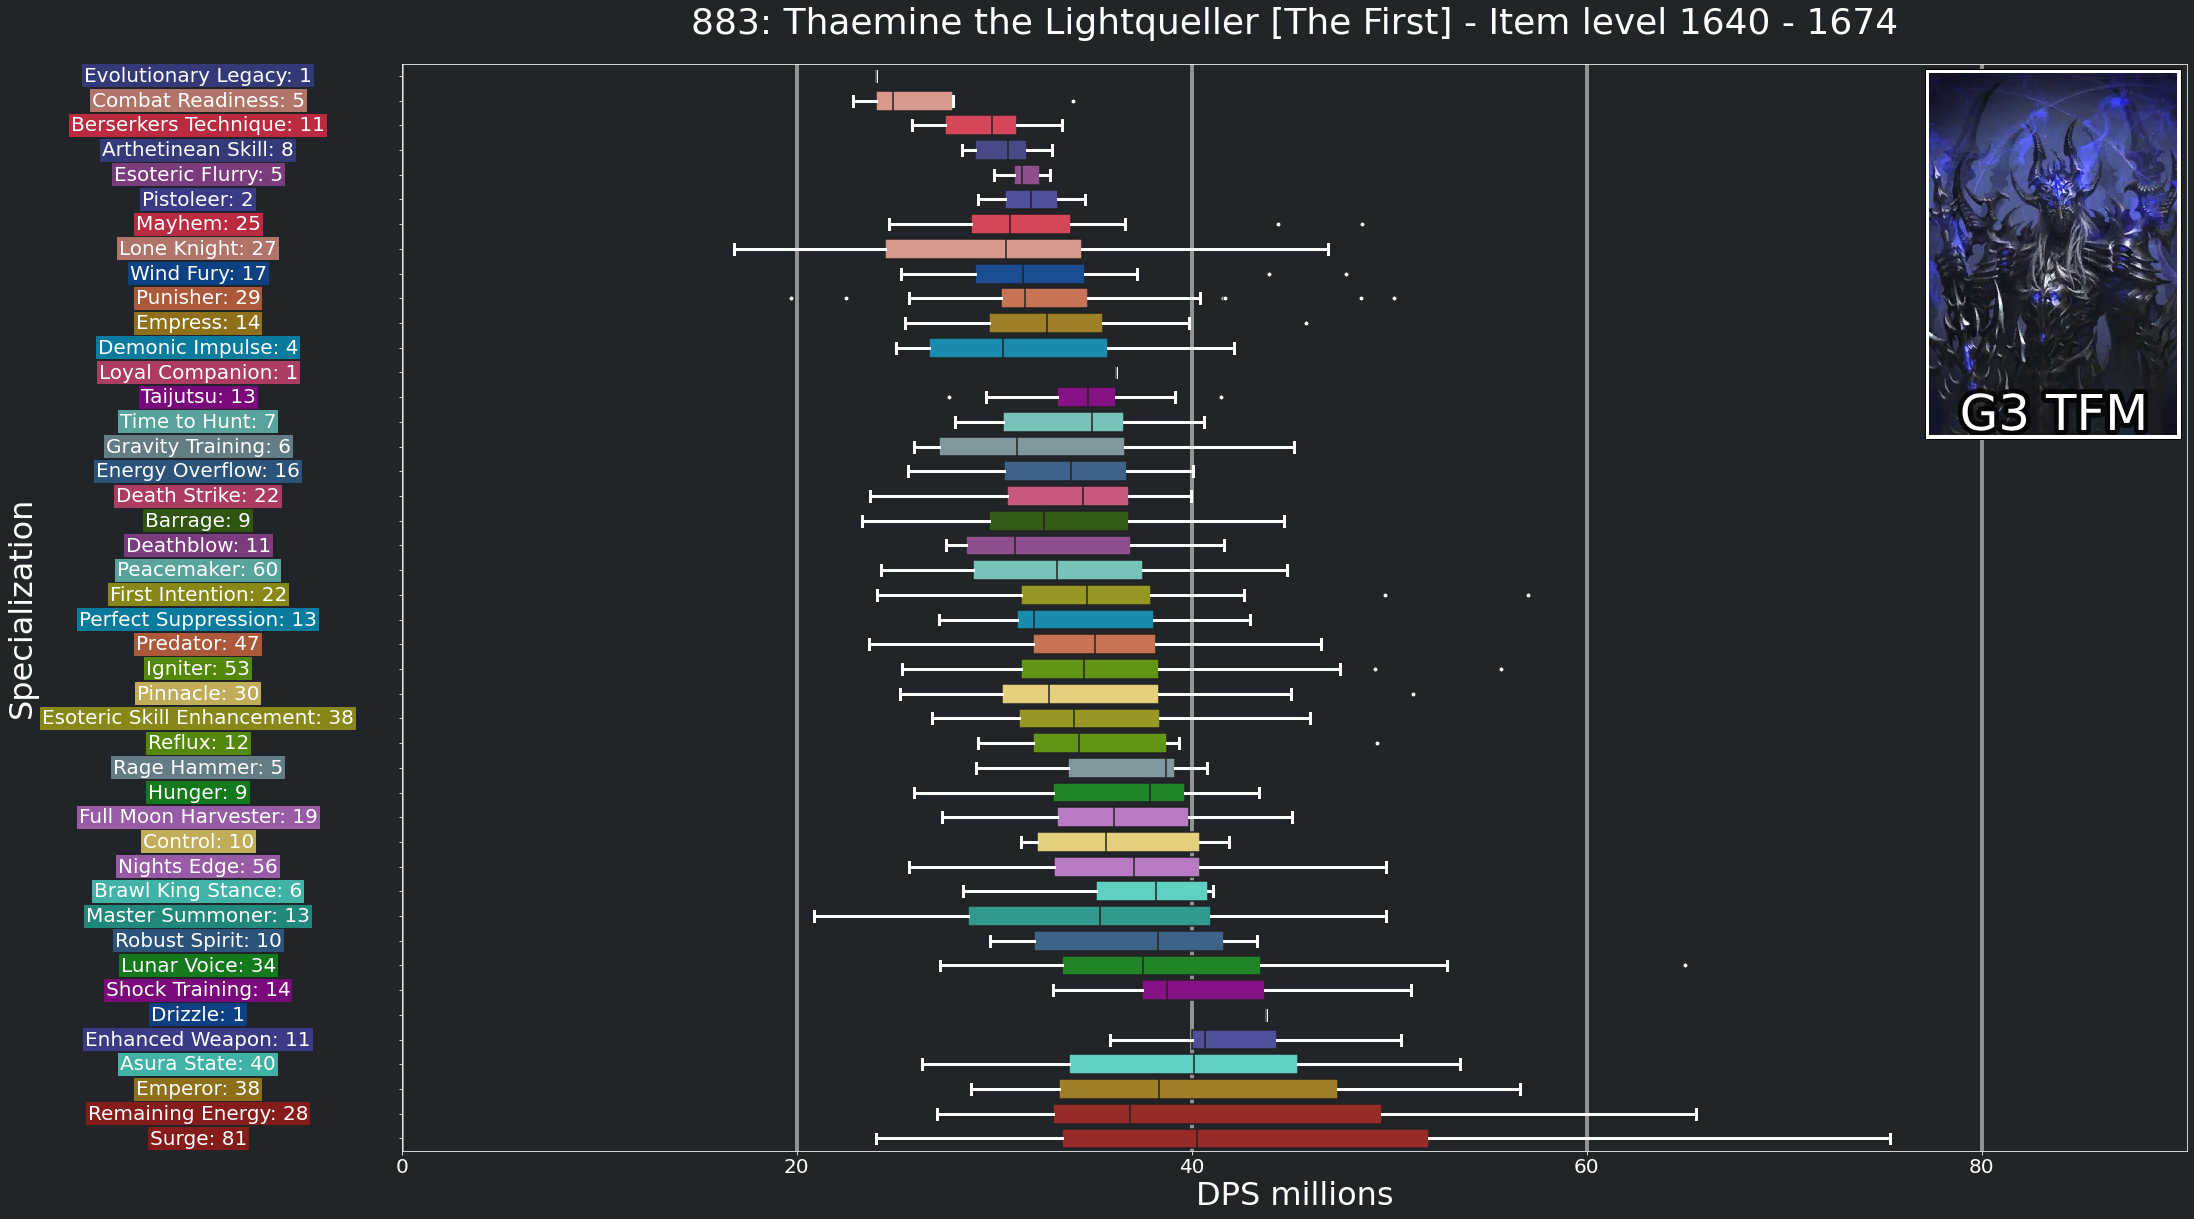 883: Thaemine the Lightqueller [The First] - Item level 1640 - 1674
Evolutionary Legacy: 1
Combat Readiness: 5
Berserkers Technique: 11
Arthetinean Skill: 8
Esoteric Flurry: 5
Pistoleer: 2
Mayhem: 25
Lone Knight: 27
Wind Fury: 17
Punisher: 29
Empress: 14
Demonic Impulse: 4
Loyal Companion: 1
Taijutsu: 13
Time to Hunt: 7
Gravity Training: 6
Energy Overflow: 16
Death Strike: 22
Barrage: 9
Deathblow: 11
Peacemaker: 60
First Intention: 22
Perfect Suppression: 13
Predator: 47
Igniter: 53
Pinnacle: 30
Esoteric Skill Enhancement: 38
Reflux: 12
Rage Hammer: 5
Hunger: 9
Full Moon Harvester: 19
Control: 10
Nights Edge: 56
Brawl King Stance: 6
Master Summoner: 13
Robust Spirit: 10
Lunar Voice: 34
Shock Training: 14
Drizzle: 1
Enhanced Weapon: 11
Asura State: 40
Emperor: 38
Remaining Energy: 28
Surge: 81
Specialization
G3 TFM
0 20 40 60 80
DPS millions